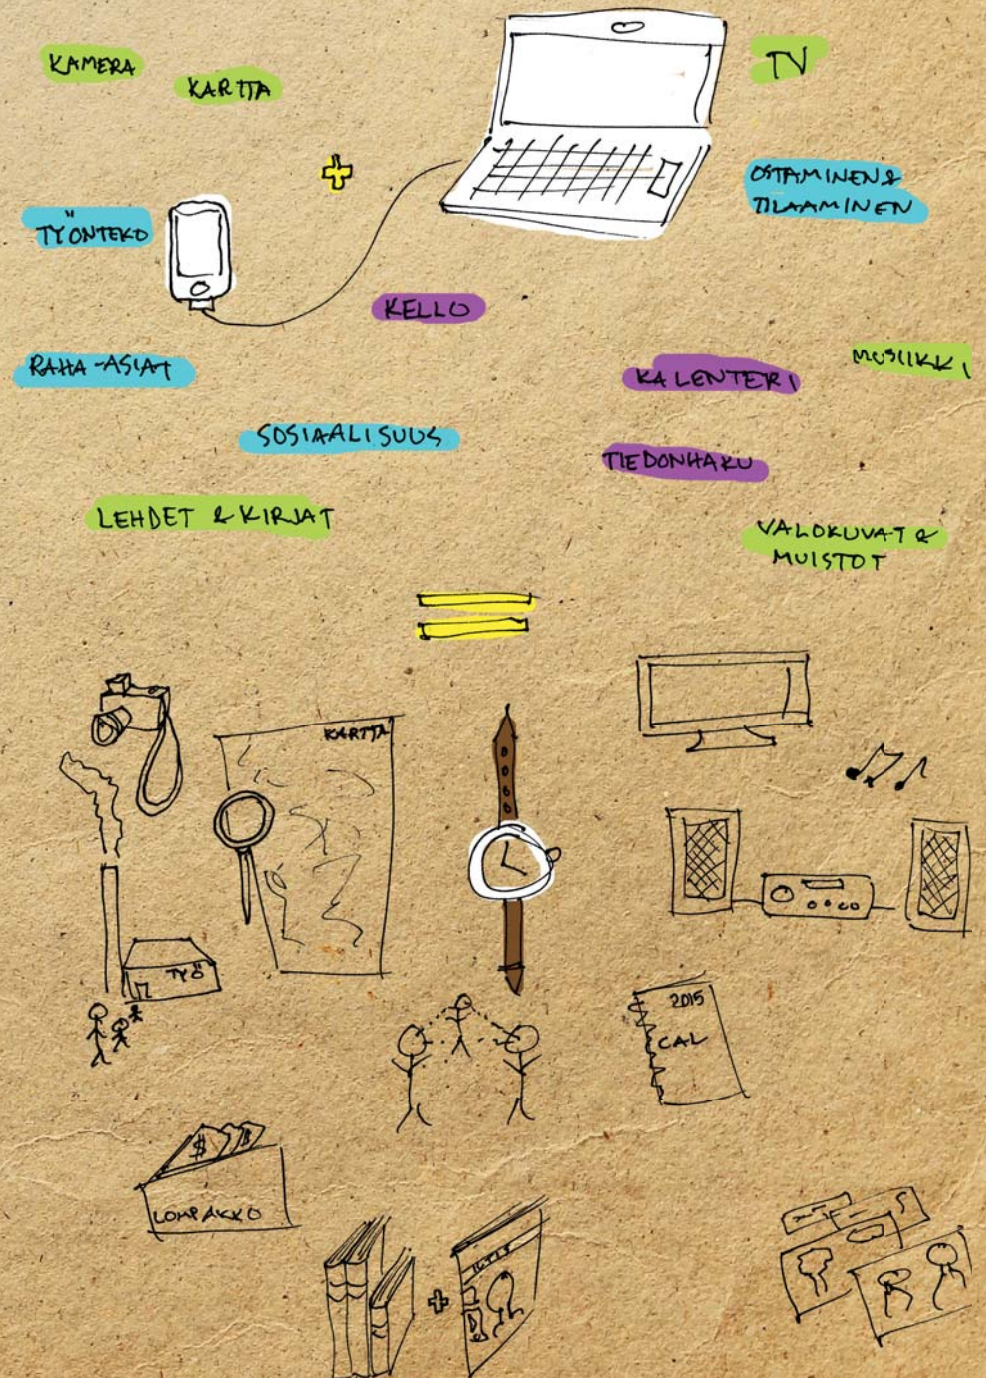 KAMERA
KARTTA
TV
OSTAMINEN &
TILAAMINEN
TYÖNTEKO
KELLO
RAHA-ASIAT
MUSIIKKI
KALENTERI
SOSIAALISUUS
TIEDONHAKU
LEHDET & KIRJAT
VALOKUVAT &
MUISTOT
KARTTA
TYÖ
2015
CAL
$ $
LOMPAKKO